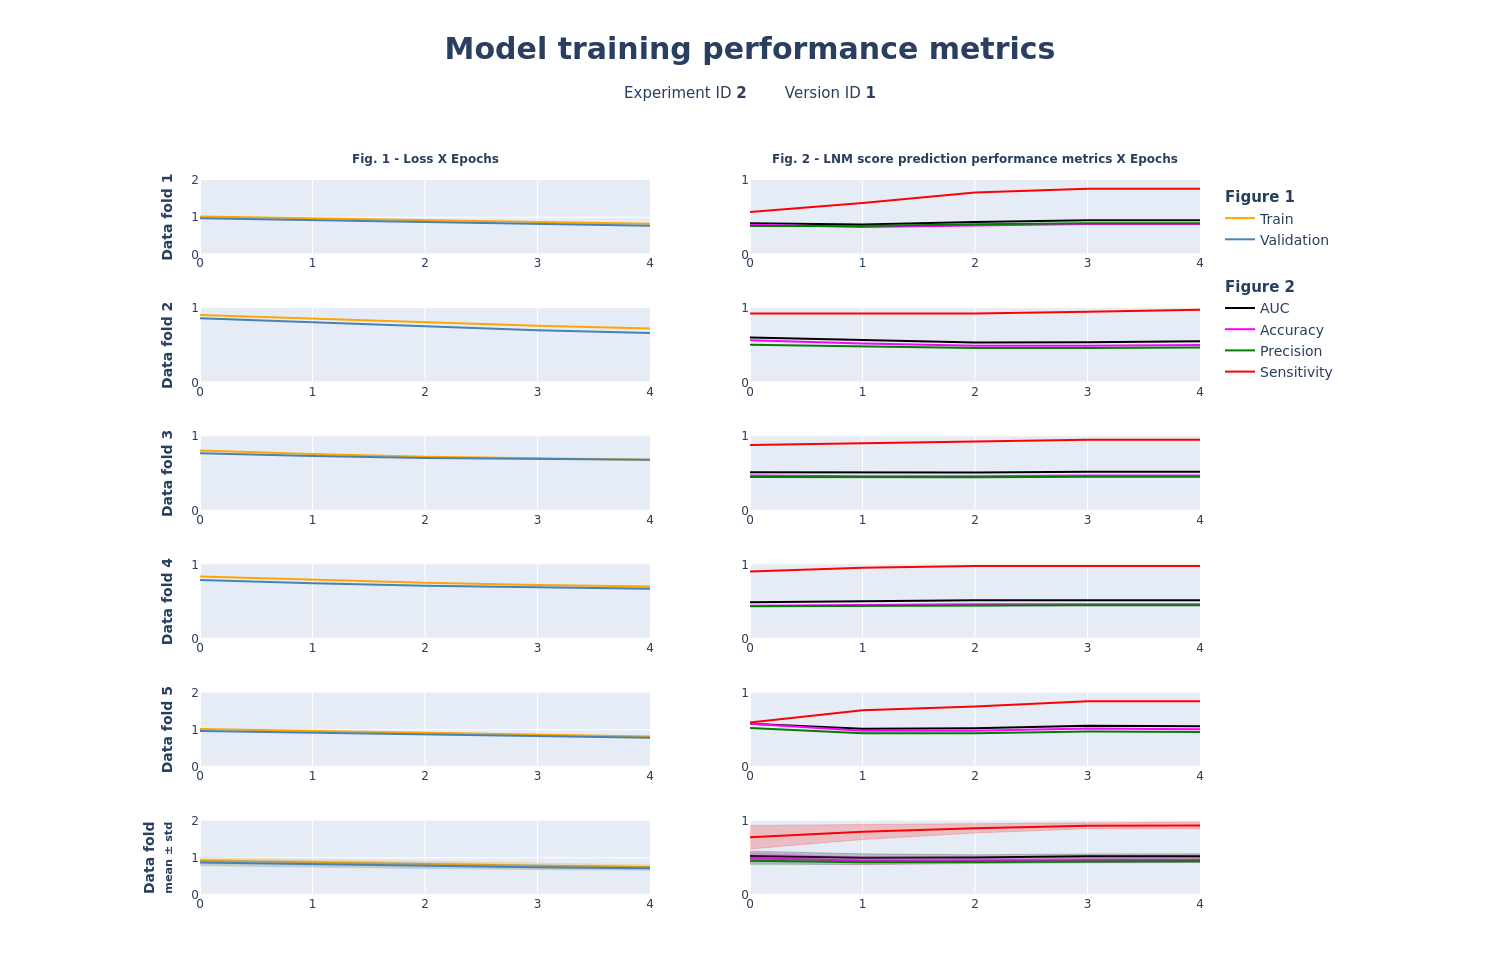 Model training performance metrics
Experiment ID 2 Version ID 1
Fig. 1 - Loss X Epochs
Fig. 2 - LNM score prediction performance metrics X Epochs
Data fold 1
2
1
0
0 1 2 3 4
1
0
0 1 2 3 4
Figure 1
Train
Validation
Figure 2
AUC
Accuracy
Precision
Sensitivity
Data fold 2
1
0
0 1 2 3 4
1
0
0 1 2 3 4
Data fold 3
1
0
0 1 2 3 4
1
0
0 1 2 3 4
Data fold 4
1
0
0 1 2 3 4
1
0
0 1 2 3 4
Data fold 5
2
1
0
0 1 2 3 4
1
0
0 1 2 3 4
Data fold
mean ± std
2
1
0
0 1 2 3 4
1
0
0 1 2 3 4